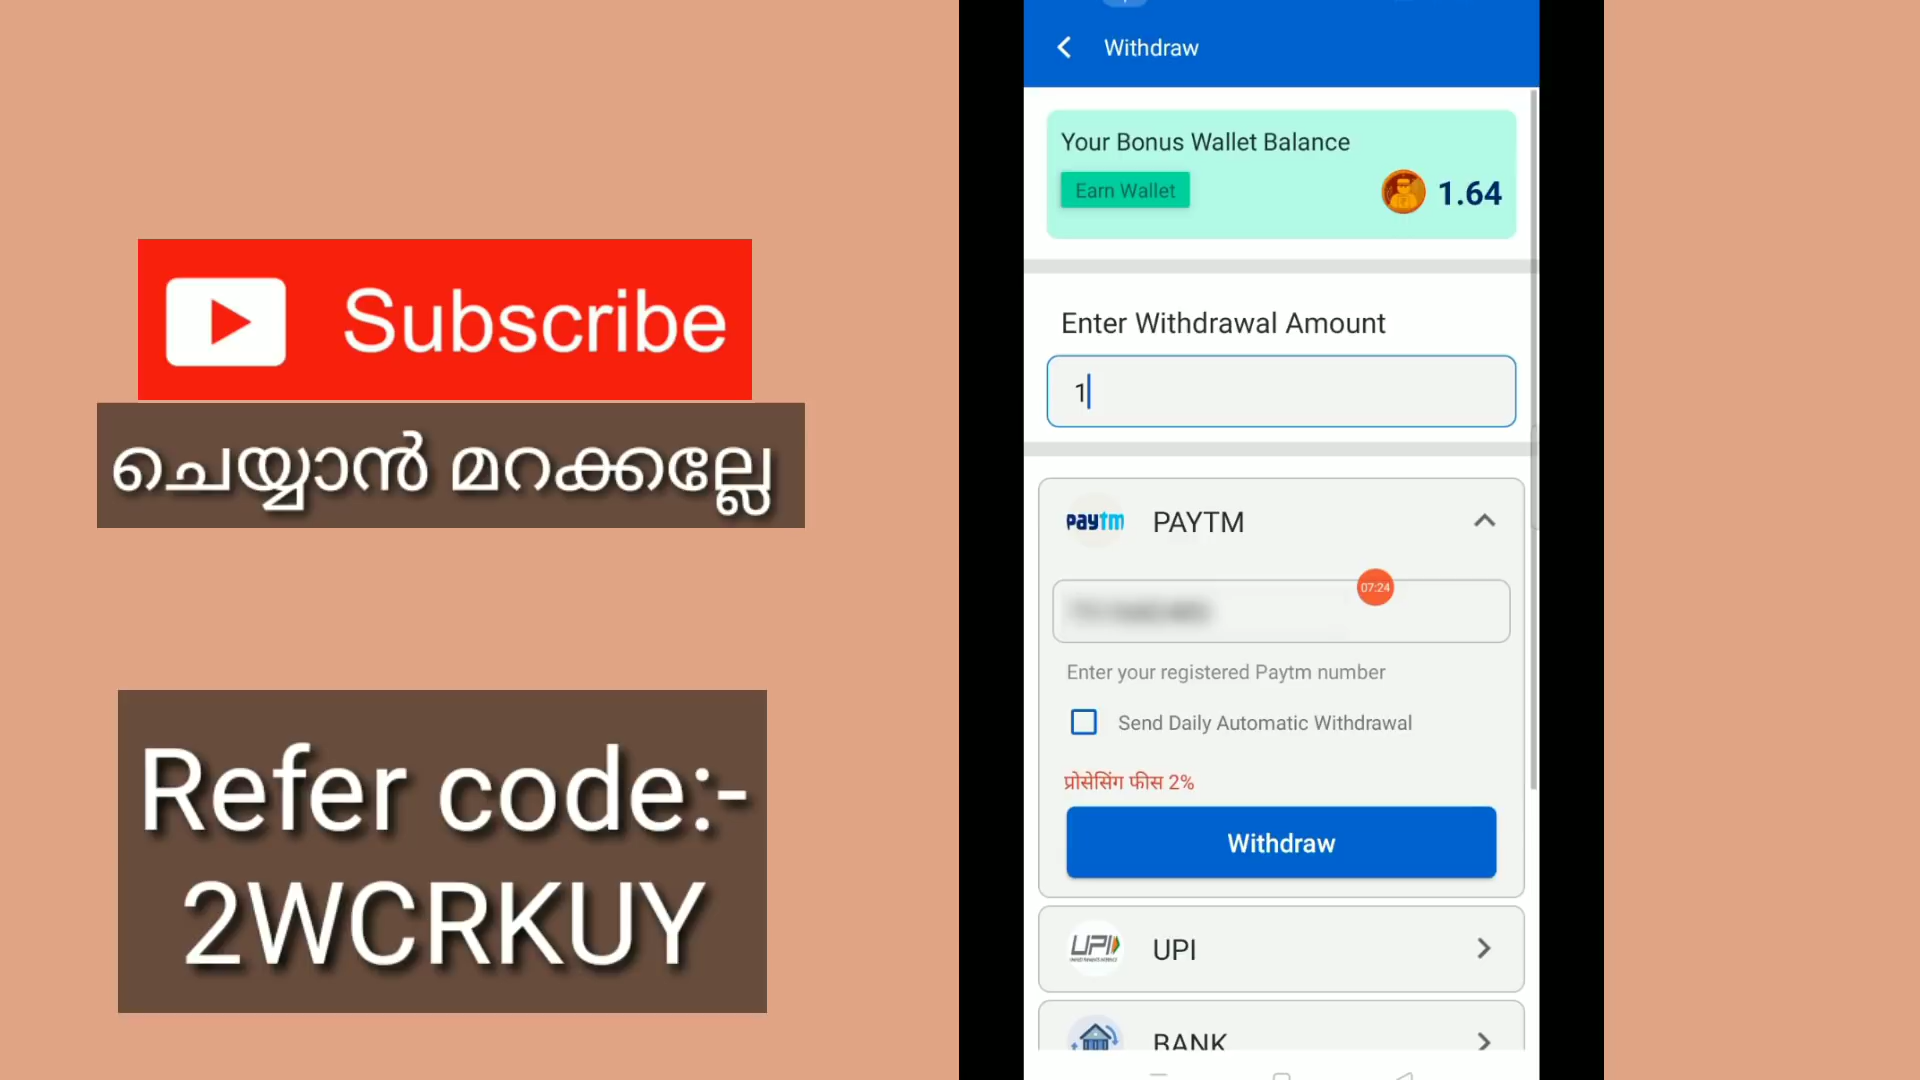 Subscribe
ചെയ്യാൻ മറക്കല്ലേ
Refer code:-
2WCRKUY
Withdraw
Your Bonus Wallet Balance
Earn Wallet
1.64
Enter Withdrawal Amount
1
paytm PAYTM
07:24
Enter your registered Paytm number
Send Daily Automatic Withdrawal
प्रोसेसिंग फीस 2%
Withdraw
UPI UPI
BANK